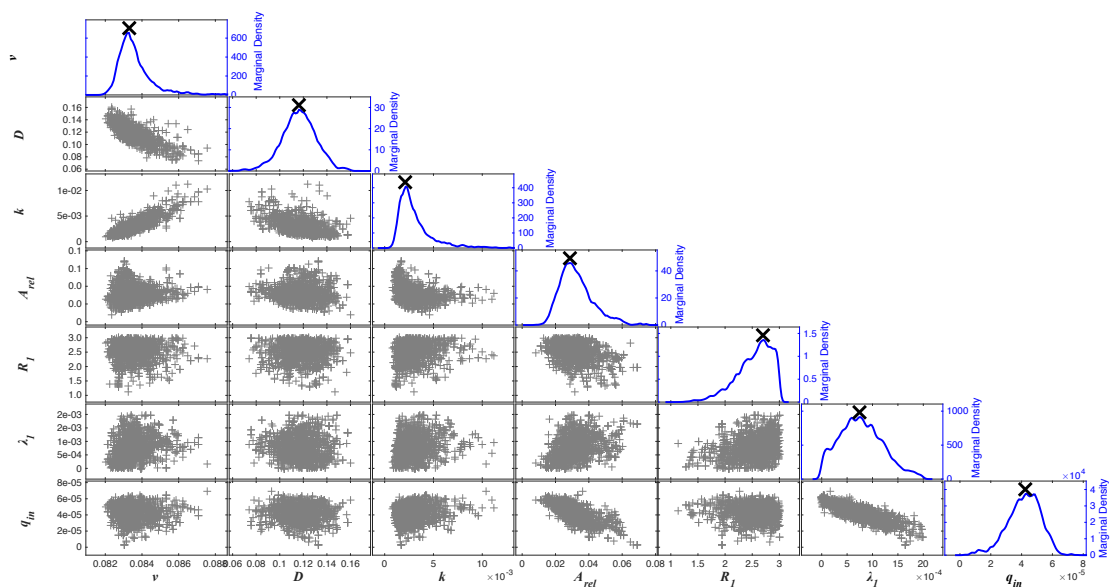 v
600
400
200
0
Marginal Density
D
0.16
0.14
0.12
0.10
0.08
0.06
30
20
10
0
Marginal Density
k
1e-02
5e-03
0
400
300
200
100
0
Marginal Density
A_rel
0.1
0.1
0.0
0.0
0
40
20
0
Marginal Density
R_1
3.0
2.5
2.0
1.5
1.0
1.5
1
0.5
0
Marginal Density
λ_1
2e-03
1e-03
1e-03
5e-04
0
1000
500
0
Marginal Density
q_in
8e-05
6e-05
4e-05
2e-05
0
×10^4
4
3
2
1
0
Marginal Density
0.082 0.084 0.086 0.088
0.06 0.08 0.10 0.12 0.14 0.16
0 5 10
0 0.02 0.04 0.06 0.08
1 1.5 2 2.5 3
0 5 10 15 20
0 2 4 6 8
v D k ×10^-3 A_rel R_1 λ_1 ×10^-4 q_in ×10^-5